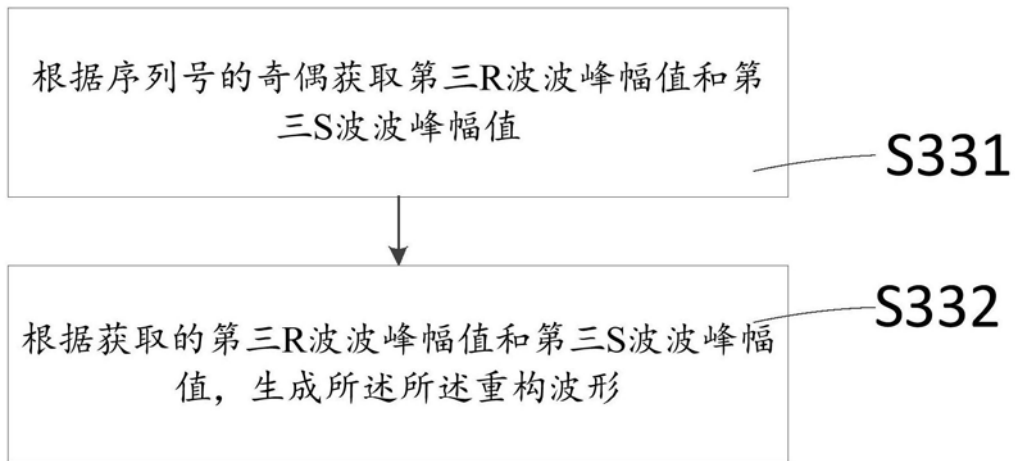 根据序列号的奇偶获取第三R波波峰幅值和第
三S波波峰幅值
S331
根据获取的第三R波波峰幅值和第三S波波峰幅
值，生成所述所述重构波形
S332